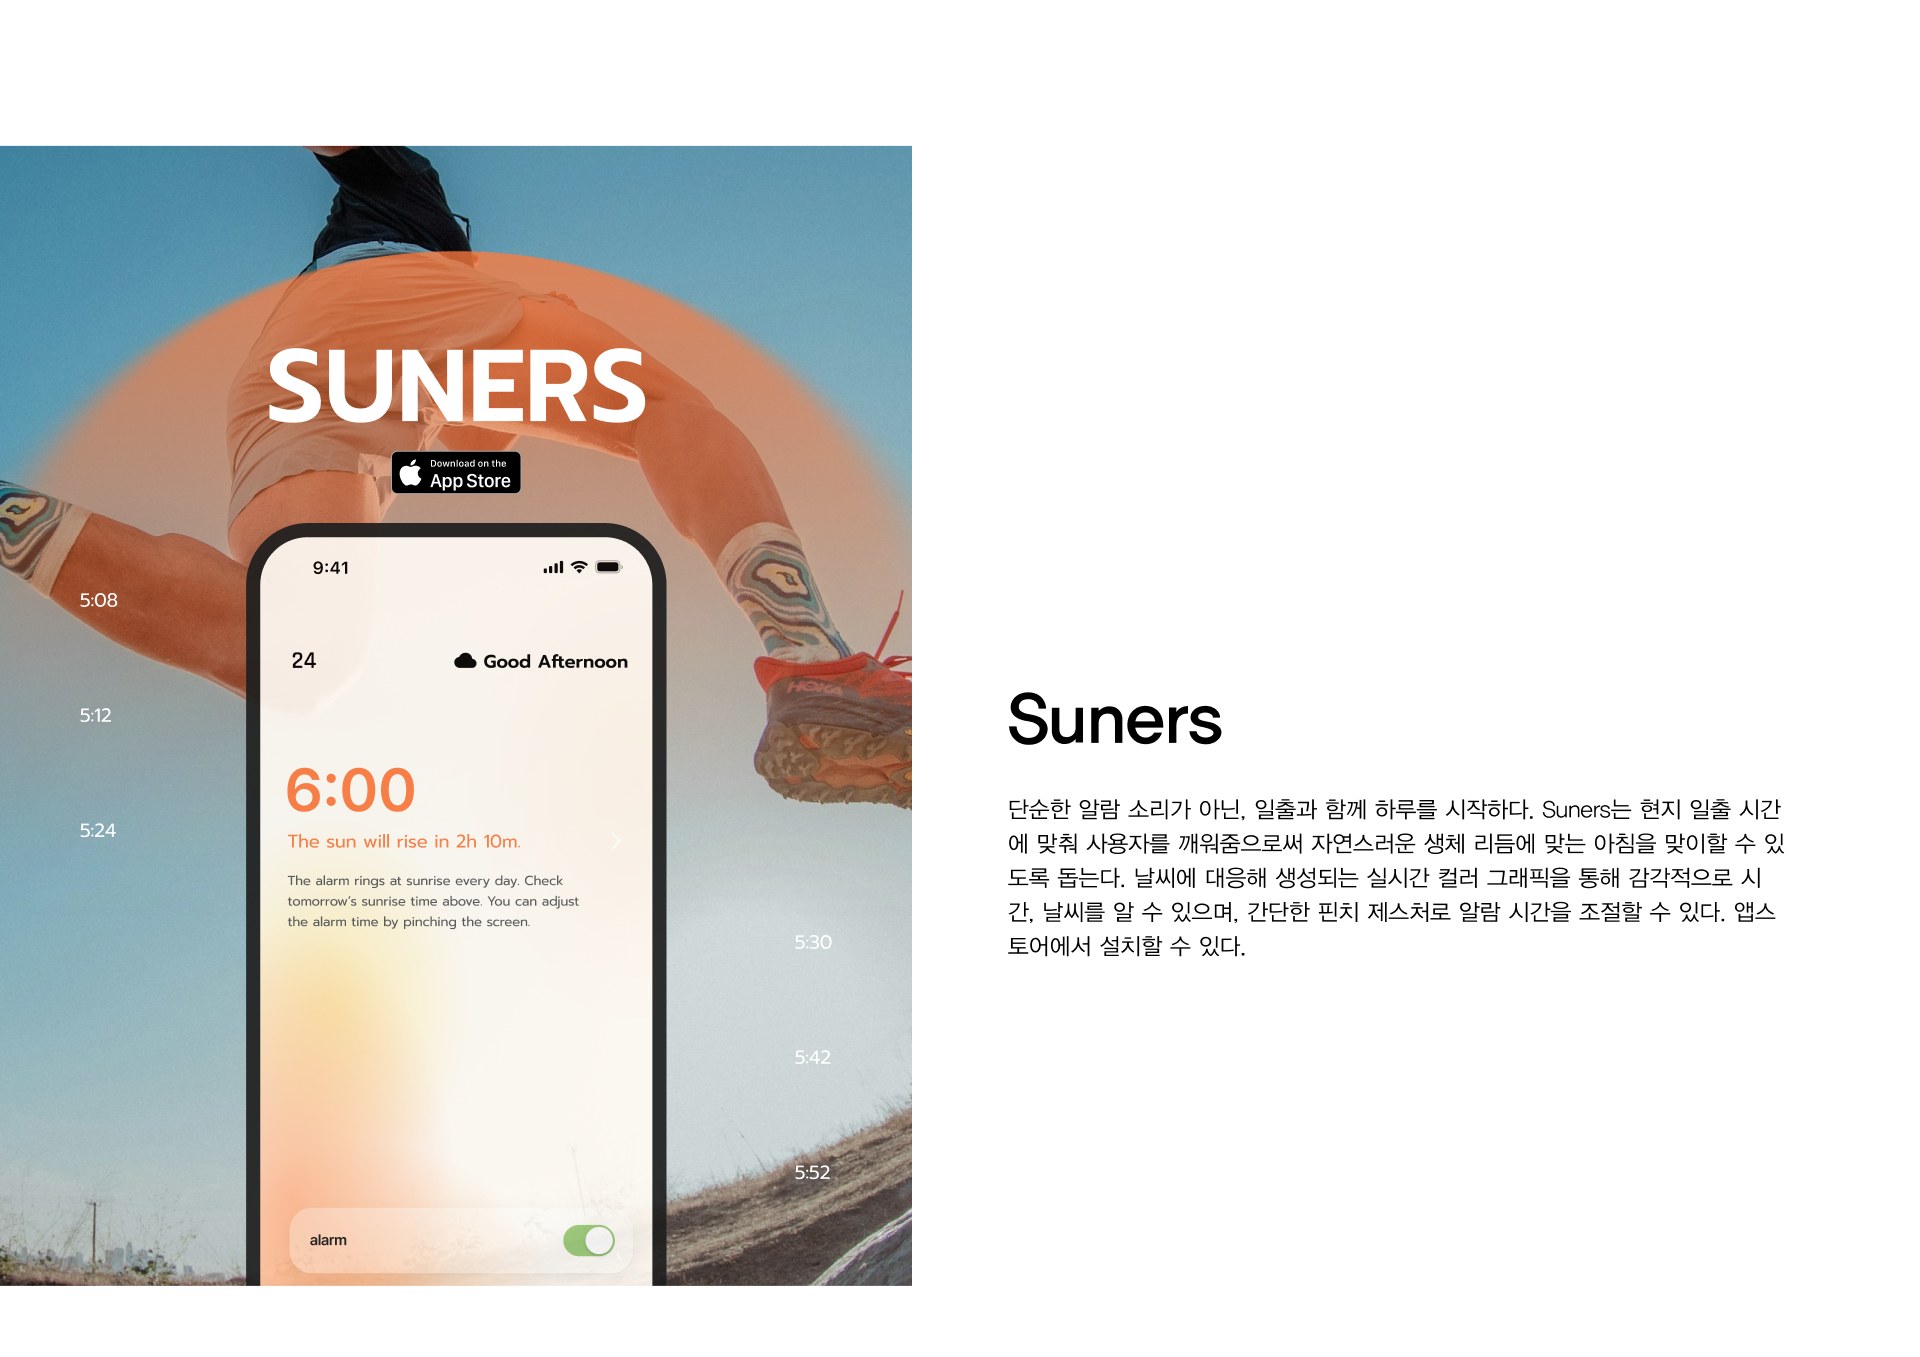 SUNERS
Download on the
App Store
9:41
5:08
24
Good Afternoon
5:12
6:00
5:24
The sun will rise in 2h 10m.
The alarm rings at sunrise every day. Check
tomorrow's sunrise time above. You can adjust
the alarm time by pinching the screen.
5:30
5:42
5:52
alarm
HOKA
Suners
단순한 알람 소리가 아닌, 일출과 함께 하루를 시작하다. Suners는 현지 일출 시간
에 맞춰 사용자를 깨워줌으로써 자연스러운 생체 리듬에 맞는 아침을 맞이할 수 있
도록 돕는다. 날씨에 대응해 생성되는 실시간 컬러 그래픽을 통해 감각적으로 시
간, 날씨를 알 수 있으며, 간단한 핀치 제스처로 알람 시간을 조절할 수 있다. 앱스
토어에서 설치할 수 있다.